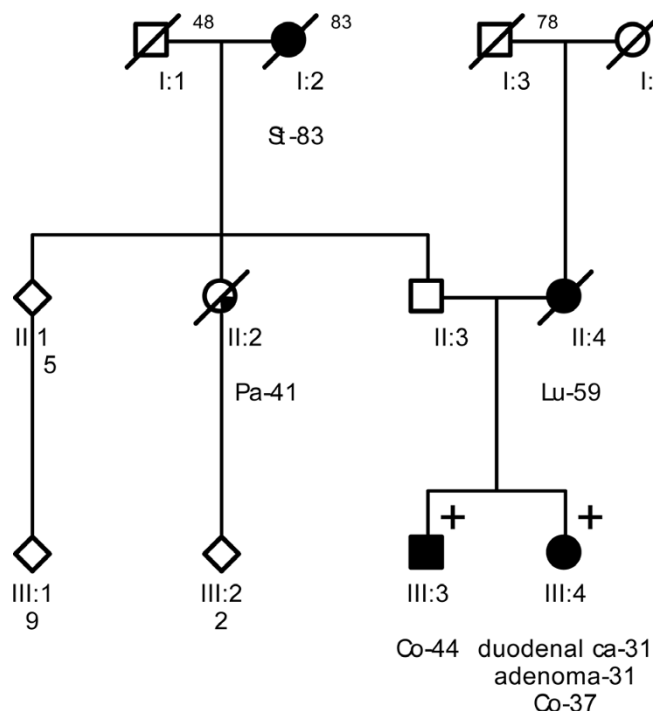 48 83 78
I:1 I:2 I:3 I:
St-83
II:1 II:2 II:3 II:4
5
Pa-41 Lu-59
+ +
III:1 III:2 III:3 III:4
9 2
Co-44 duodenal ca-31
adenoma-31
Co-37